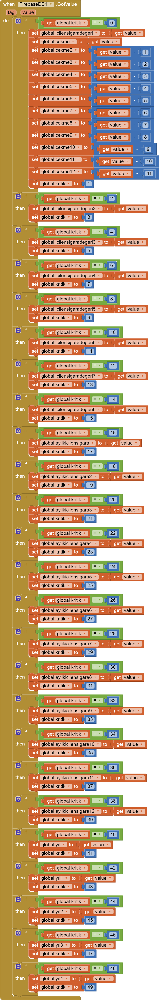 when FirebaseDB1 .GotValue
tag value
do if get global kritik = 0
then set global icilensigaradegeri to get value
set global cekme to get value
set global cekme2 to get value - 1
set global cekme3 to get value - 2
set global cekme4 to get value - 3
set global cekme5 to get value - 4
set global cekme6 to get value - 5
set global cekme7 to get value - 6
set global cekme8 to get value - 7
set global cekme9 to get value - 8
set global cekme10 to get value - 9
set global cekme11 to get value - 10
set global cekme12 to get value - 11
set global kritik to 1
if get global kritik = 2
then set global icilensigaradegeri2 to get value
set global kritik to 3
if get global kritik = 4
then set global icilensigaradegeri3 to get value
set global kritik to 5
if get global kritik = 6
then set global icilensigaradegeri4 to get value
set global kritik to 7
if get global kritik = 8
then set global icilensigaradegeri5 to get value
set global kritik to 9
if get global kritik = 10
then set global icilensigaradegeri6 to get value
set global kritik to 11
if get global kritik = 12
then set global icilensigaradegeri7 to get value
set global kritik to 13
if get global kritik = 14
then set global icilensigaradegeri8 to get value
set global kritik to 15
if get global kritik = 16
then set global aylikicilensigara to get value
set global kritik to 17
if get global kritik = 18
then set global aylikicilensigara2 to get value
set global kritik to 19
if get global kritik = 20
then set global aylikicilensigara3 to get value
set global kritik to 21
if get global kritik = 22
then set global aylikicilensigara4 to get value
set global kritik to 23
if get global kritik = 24
then set global aylikicilensigara5 to get value
set global kritik to 25
if get global kritik = 26
then set global aylikicilensigara6 to get value
set global kritik to 27
if get global kritik = 28
then set global aylikicilensigara7 to get value
set global kritik to 29
if get global kritik = 30
then set global aylikicilensigara8 to get value
set global kritik to 31
if get global kritik = 32
then set global aylikicilensigara9 to get value
set global kritik to 33
if get global kritik = 34
then set global aylikicilensigara10 to get value
set global kritik to 35
if get global kritik = 36
then set global aylikicilensigara11 to get value
set global kritik to 37
if get global kritik = 38
then set global aylikicilensigara12 to get value
set global kritik to 39
if get global kritik = 40
then set global yıl to get value
set global kritik to 41
if get global kritik = 42
then set global yıl1 to get value
set global kritik to 43
if get global kritik = 44
then set global yıl2 to get value
set global kritik to 45
if get global kritik = 46
then set global yıl3 to get value
set global kritik to 47
if get global kritik = 48
then set global yıl4 to get value
set global kritik to 49